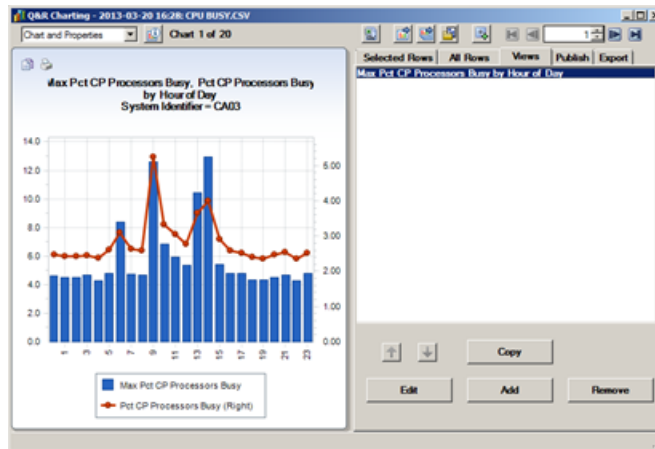 Q&R Charting - 2013-03-20 16:28: CPU BUSY.CSV
Chart and Properties
Chart 1 of 20
1
Selected Rows
All Rows
Views
Publish
Export
Max Pct CP Processors Busy by Hour of Day
Max Pct CP Processors Busy, Pct CP Processors Busy
by Hour of Day
System Identifier = CA03
14.0
12.0
10.0
8.0
6.0
4.0
2.0
0.0
5.00
4.00
3.00
2.00
1.00
0.00
1 3 5 7 9 11 13 15 17 19 21 23
Max Pct CP Processors Busy
Pct CP Processors Busy (Right)
Copy
Edit
Add
Remove